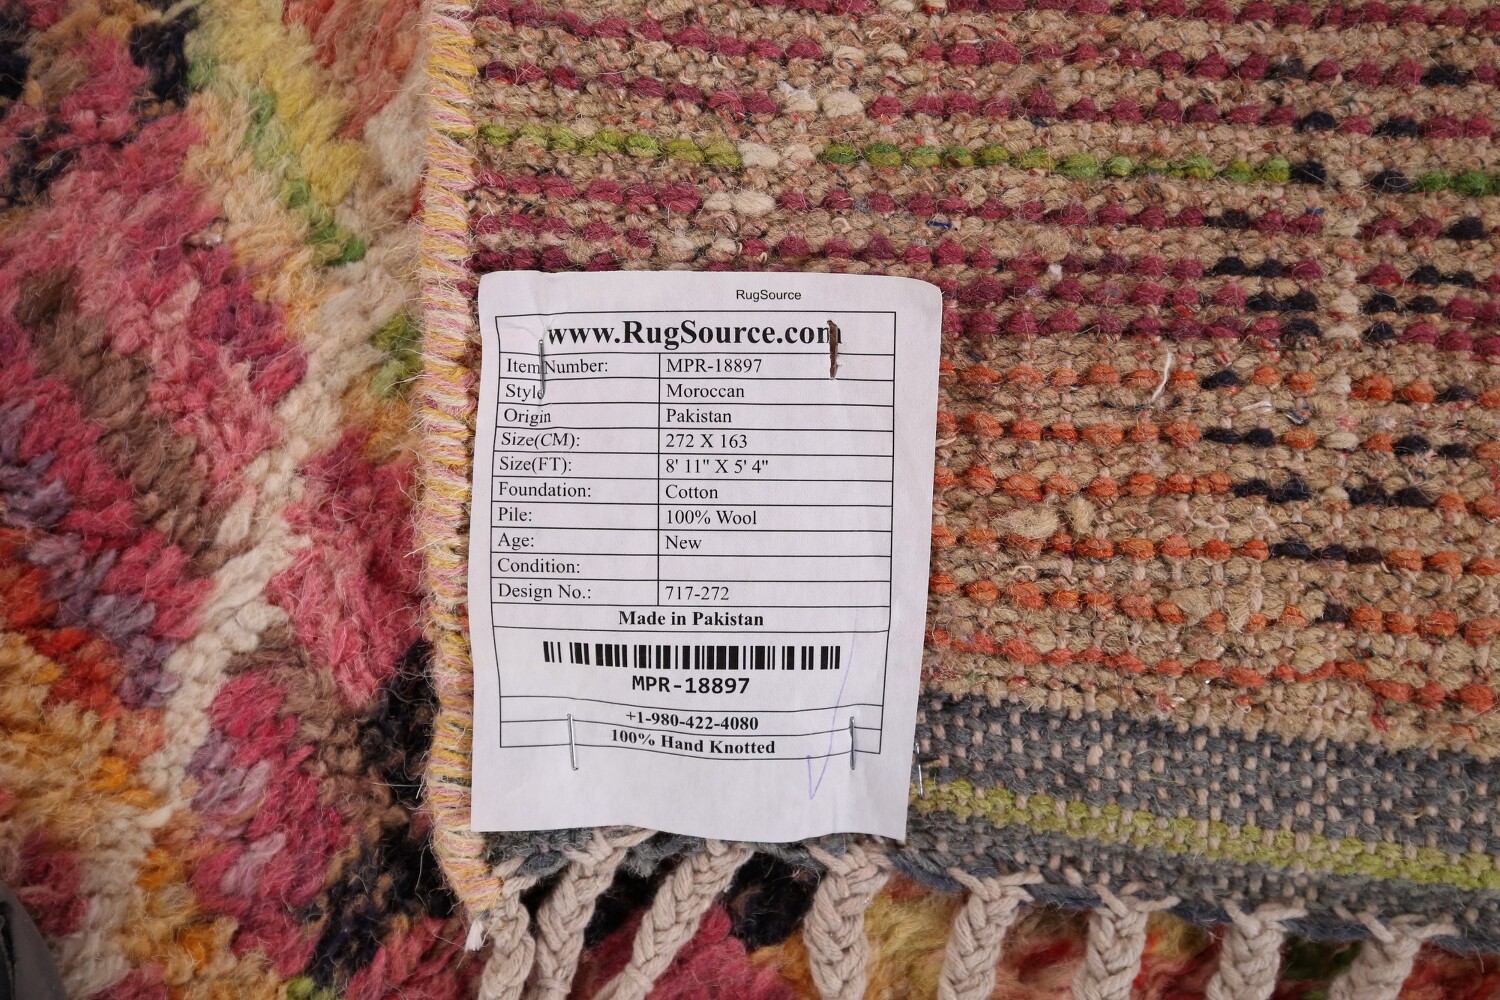 RugSource
www.RugSource.com
Item Number: MPR-18897
Style Moroccan
Origin Pakistan
Size(CM): 272 X 163
Size(FT): 8' 11" X 5' 4"
Foundation: Cotton
Pile: 100% Wool
Age: New
Condition:
Design No.: 717-272
Made in Pakistan
MPR-18897
+1-980-422-4080
100% Hand Knotted